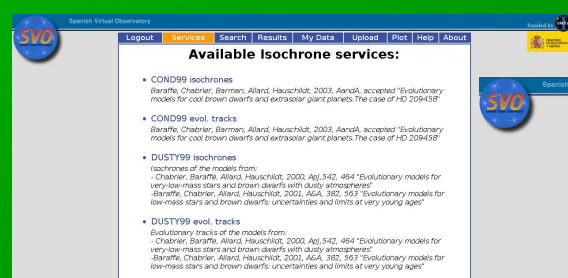 Spanish Virtual Observatory
Funded by
SVO
Logout Services Search Results My Data Upload Plot Help About
Available Isochrone services:
Spanish
SVO
• COND99 isochrones
Baraffe, Chabrier, Barman, Allard, Hauschildt, 2003, AandA, accepted "Evolutionary
models for cool brown dwarfs and extrasolar giant planets.The case of HD 209458"
• COND99 evol. tracks
Baraffe, Chabrier, Barman, Allard, Hauschildt, 2003, AandA, accepted "Evolutionary
models for cool brown dwarfs and extrasolar giant planets.The case of HD 209458"
• DUSTY99 isochrones
Isochrones of the models from:
- Chabrier, Baraffe, Allard, Hauschildt, 2000, Apj,542, 464 "Evolutionary models for
very-low-mass stars and brown dwarfs with dusty atmospheres"
-Baraffe, Chabrier, Allard, Hauschildt, 2001, A&A, 382, 563 "Evolutionary models for
low-mass stars and brown dwarfs: uncertainties and limits at very young ages"
• DUSTY99 evol. tracks
Evolutionary tracks of the models from:
- Chabrier, Baraffe, Allard, Hauschildt, 2000, Apj,542, 464 "Evolutionary models for
very-low-mass stars and brown dwarfs with dusty atmospheres"
-Baraffe, Chabrier, Allard, Hauschildt, 2001, A&A, 382, 563 "Evolutionary models for
low-mass stars and brown dwarfs: uncertainties and limits at very young ages"